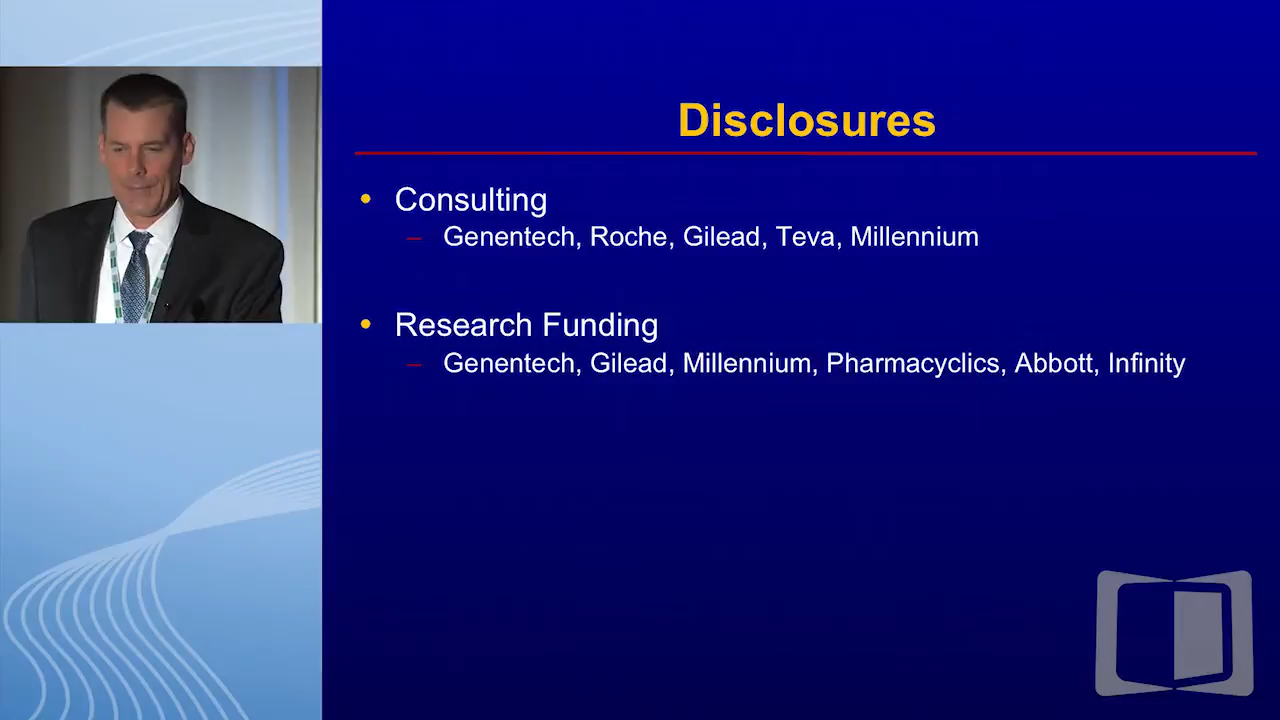 Disclosures
• Consulting
– Genentech, Roche, Gilead, Teva, Millennium
• Research Funding
– Genentech, Gilead, Millennium, Pharmacyclics, Abbott, Infinity